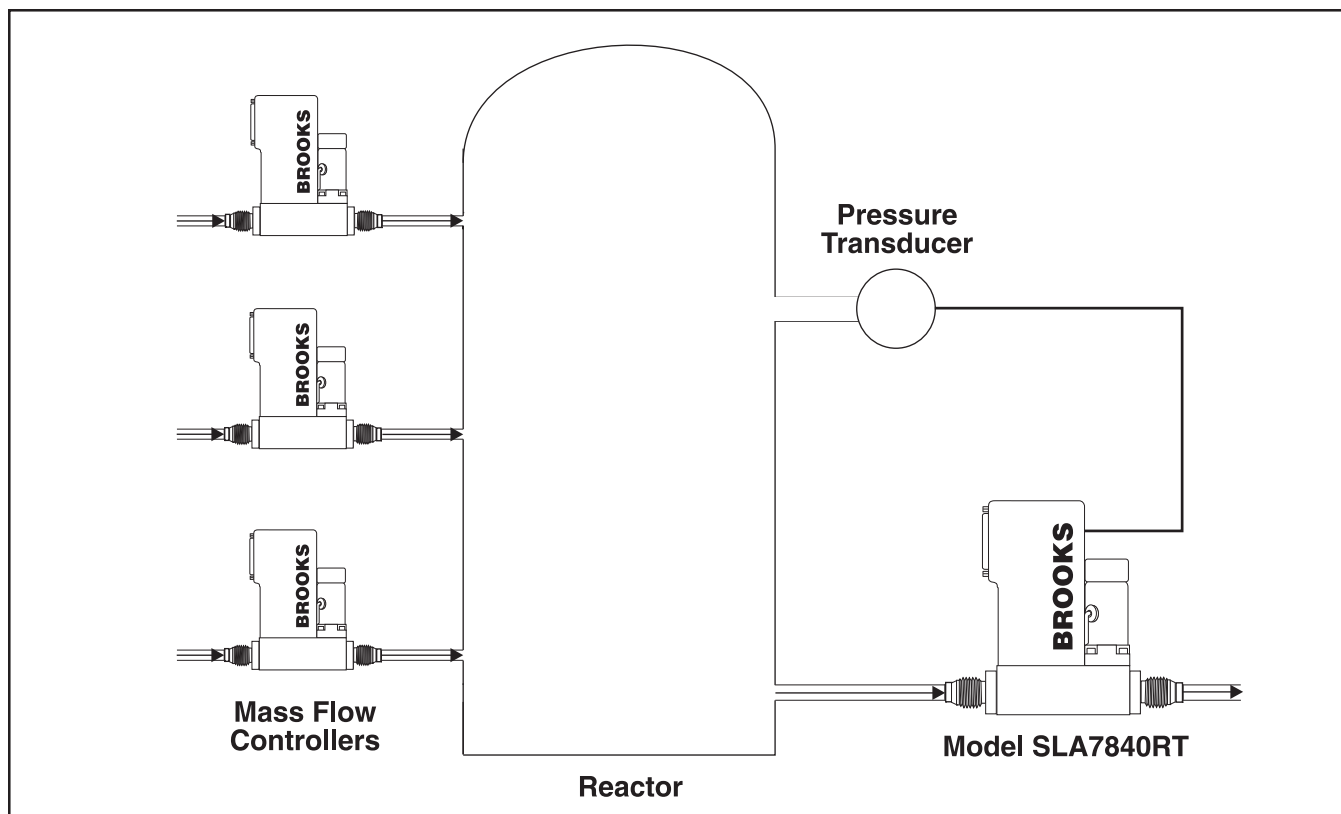 BROOKS
BROOKS
BROOKS
Mass Flow
Controllers
Reactor
Pressure
Transducer
BROOKS
Model SLA7840RT